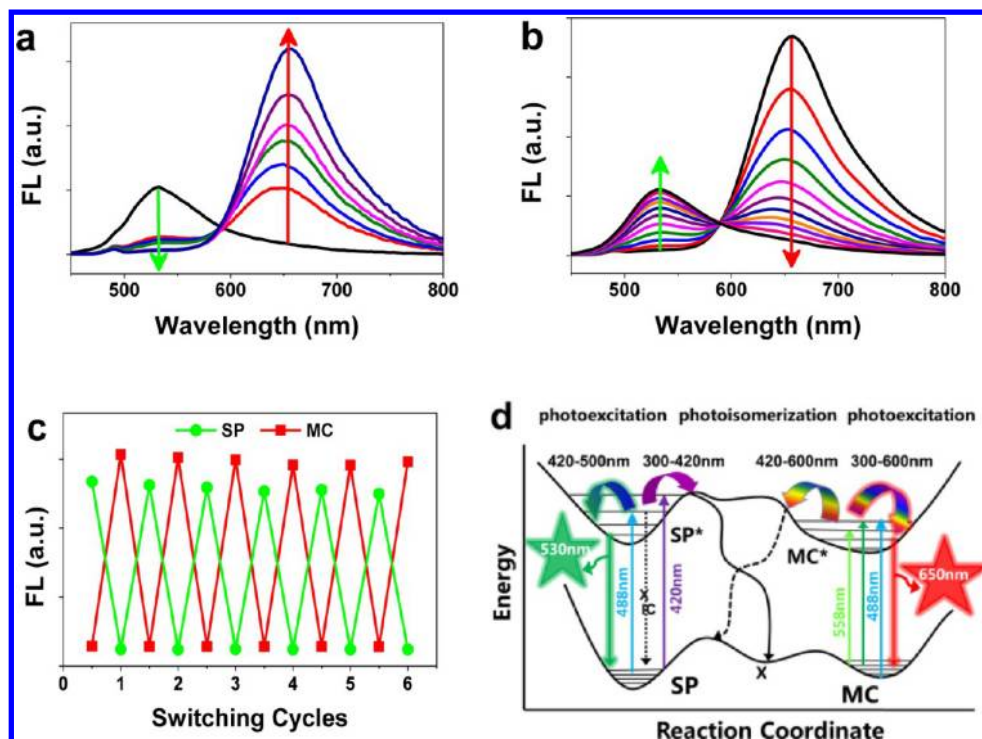 a
FL (a.u.)
500 600 700 800
Wavelength (nm)
b
FL (a.u.)
500 600 700 800
Wavelength (nm)
c
SP MC
FL (a.u.)
0 1 2 3 4 5 6
Switching Cycles
d
photoexcitation photoisomerization photoexcitation
420-500nm 300-420nm 420-600nm 300-600nm
Energy
530nm
488nm
X
420nm
SP*
MC*
558nm
488nm
650nm
SP
X
MC
Reaction Coordinate